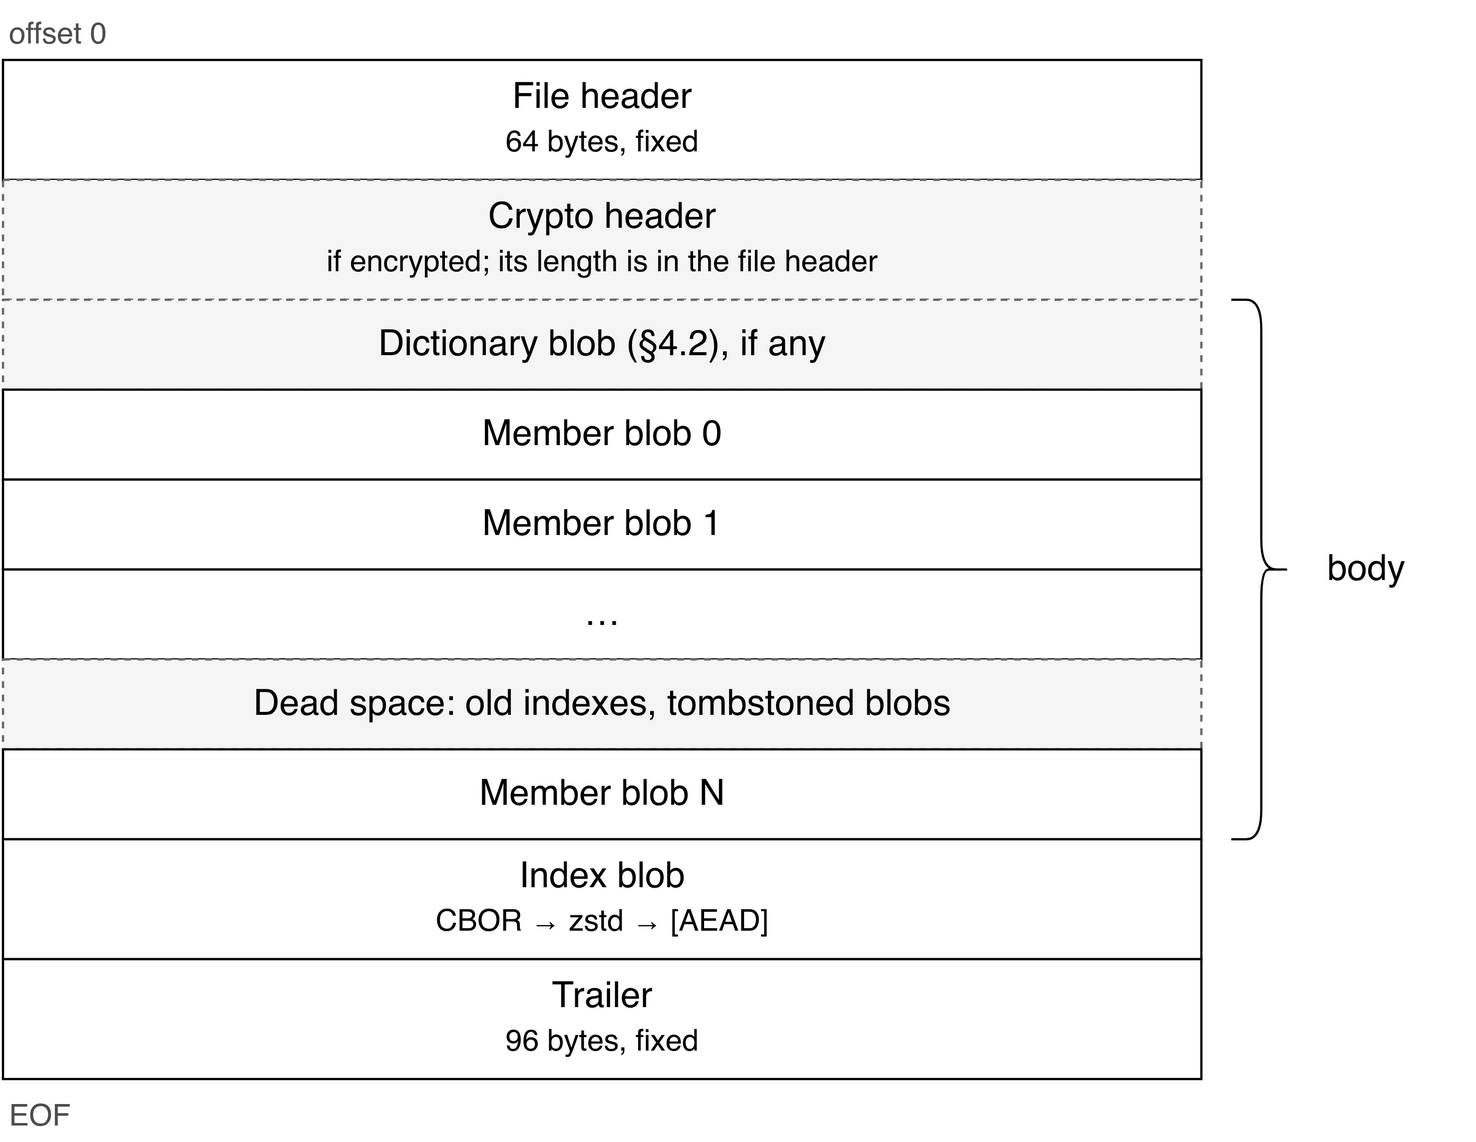 offset 0
File header
64 bytes, fixed
Crypto header
if encrypted; its length is in the file header
Dictionary blob (§4.2), if any
Member blob 0
Member blob 1
…
body
Dead space: old indexes, tombstoned blobs
Member blob N
Index blob
CBOR → zstd → [AEAD]
Trailer
96 bytes, fixed
EOF